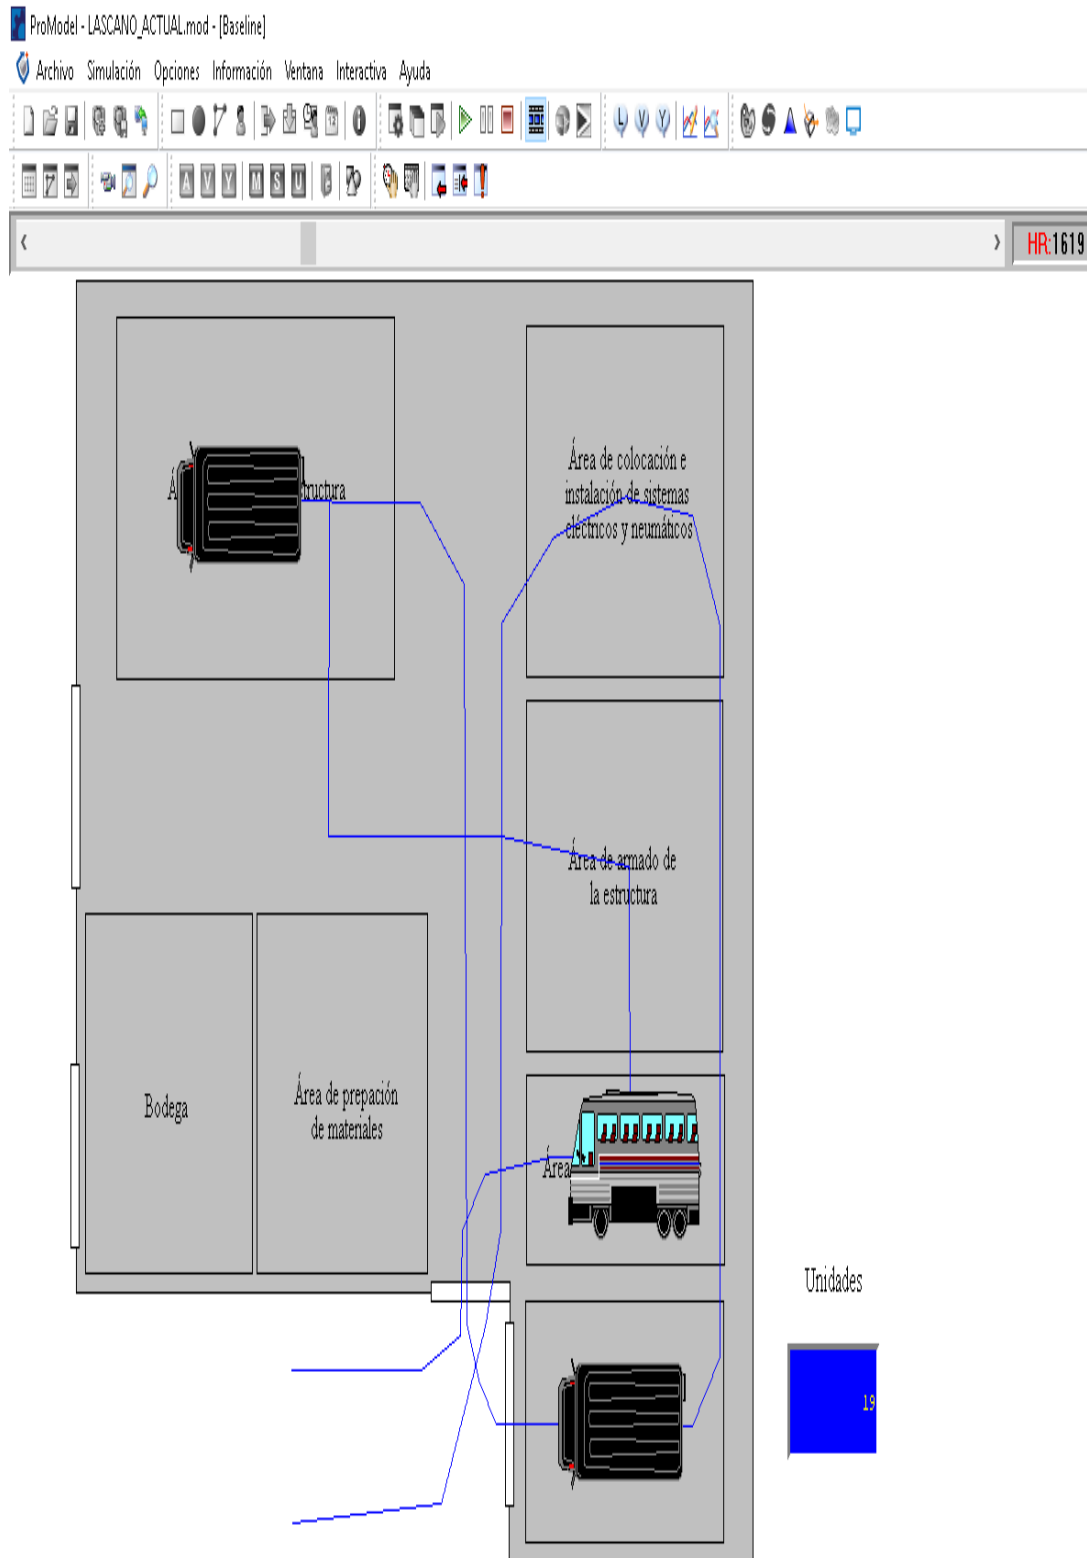 ProModel - LASCANO_ACTUAL.mod - [Baseline]
Archivo Simulación Opciones Información Ventana Interactiva Ayuda
L V Y
A V Y M S U
HR:1619
Área de colocación e
instalación de sistemas
eléctricos y neumáticos
Á
tructura
Área de armado de
la estructura
Bodega
Área de prepación
de materiales
Área
Unidades
19